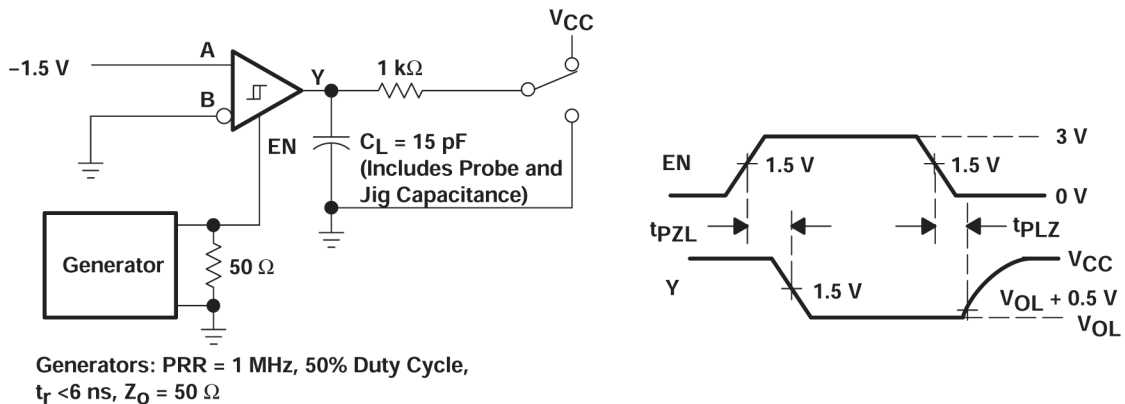 VCC
−1.5 V
A
B
Y
1 kΩ
EN
CL = 15 pF
(Includes Probe and
Jig Capacitance)
Generator
50 Ω
Generators: PRR = 1 MHz, 50% Duty Cycle,
tr <6 ns, ZO = 50 Ω
EN
1.5 V
1.5 V
3 V
0 V
tPZL
tPLZ
Y
1.5 V
VCC
VOL + 0.5 V
VOL